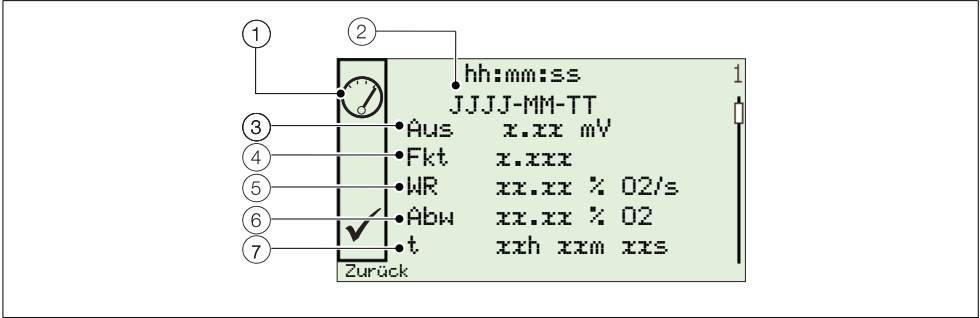 1 2
hh:mm:ss 1
JJJJ-MM-TT
3 Aus x.xx mV
4 Fkt x.xxx
5 WR xx.xx % O2/s
6 Abw xx.xx % O2
7 t xxh xxm xxs
Zurück